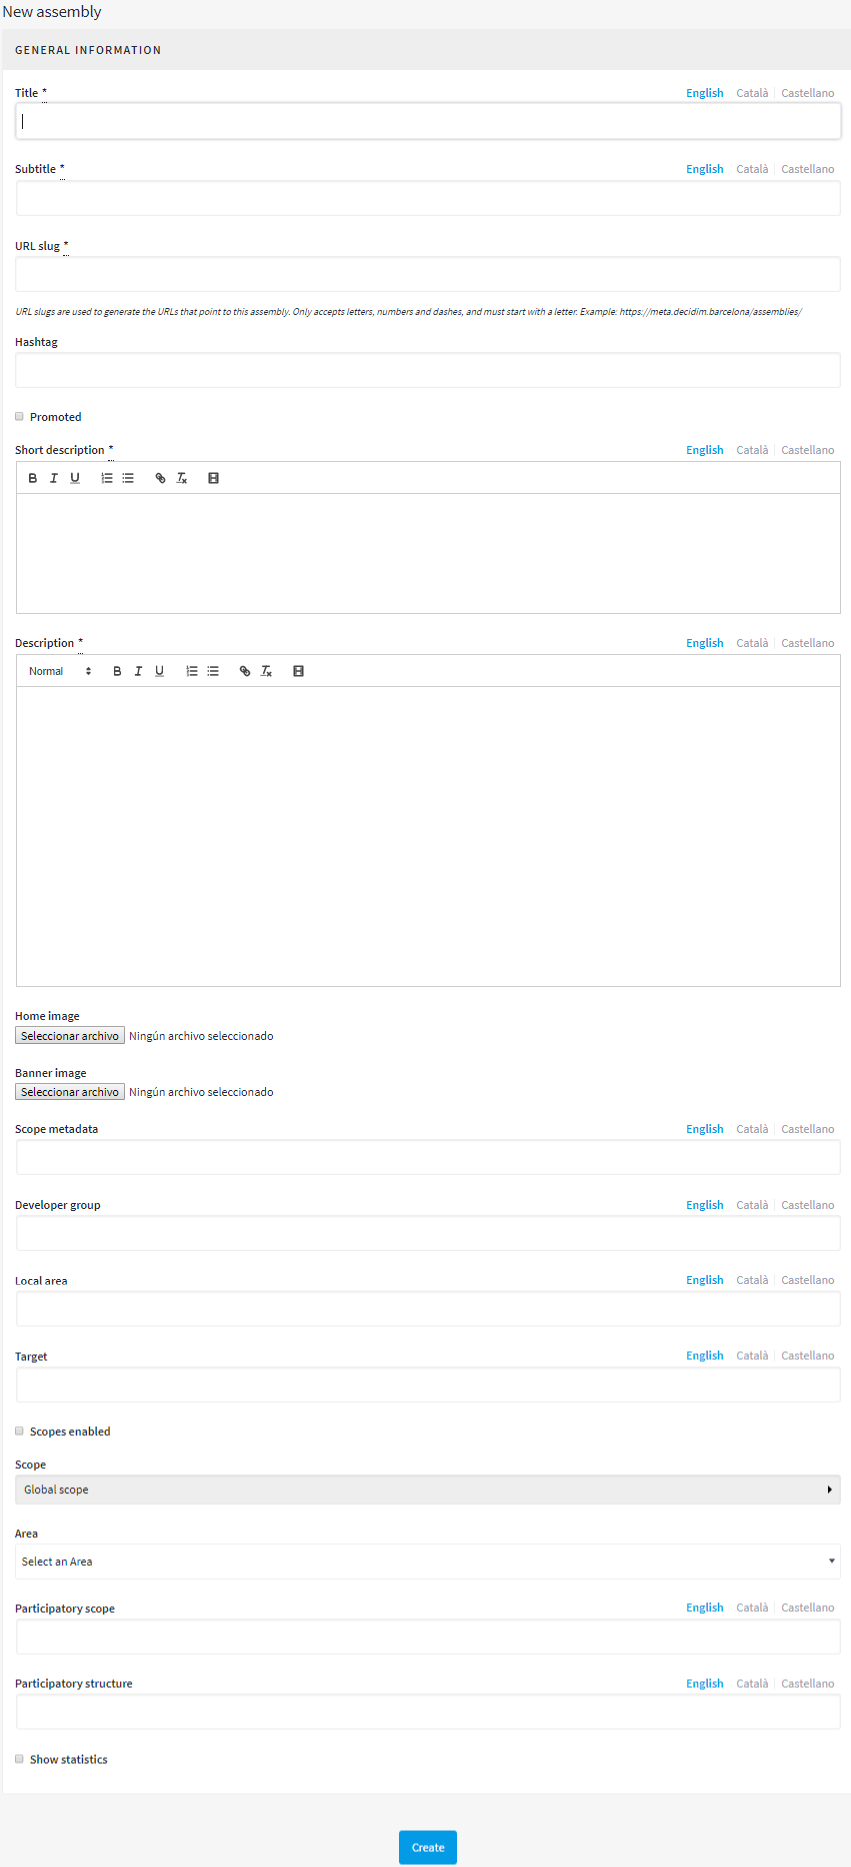 New assembly
GENERAL INFORMATION
Title * English Català Castellano
Subtitle * English Català Castellano
URL slug *
URL slugs are used to generate the URLs that point to this assembly. Only accepts letters, numbers and dashes, and must start with a letter. Example: https://meta.decidim.barcelona/assemblies/
Hashtag
Promoted
Short description * English Català Castellano
B I U
Description * English Català Castellano
Normal B I U
Home image
Seleccionar archivo Ningún archivo seleccionado
Banner image
Seleccionar archivo Ningún archivo seleccionado
Scope metadata English Català Castellano
Developer group English Català Castellano
Local area English Català Castellano
Target English Català Castellano
Scopes enabled
Scope
Global scope
Area
Select an Area
Participatory scope English Català Castellano
Participatory structure English Català Castellano
Show statistics
Create